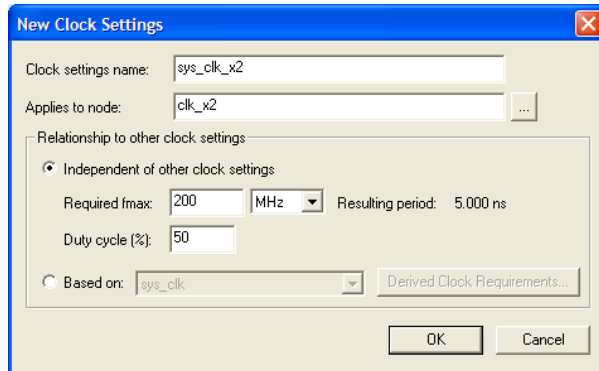 New Clock Settings
Clock settings name: sys_clk_x2
Applies to node: clk_x2 ...
Relationship to other clock settings
Independent of other clock settings
Required fmax: 200 MHz Resulting period: 5.000 ns
Duty cycle (%): 50
Based on: sys_clk Derived Clock Requirements...
OK Cancel